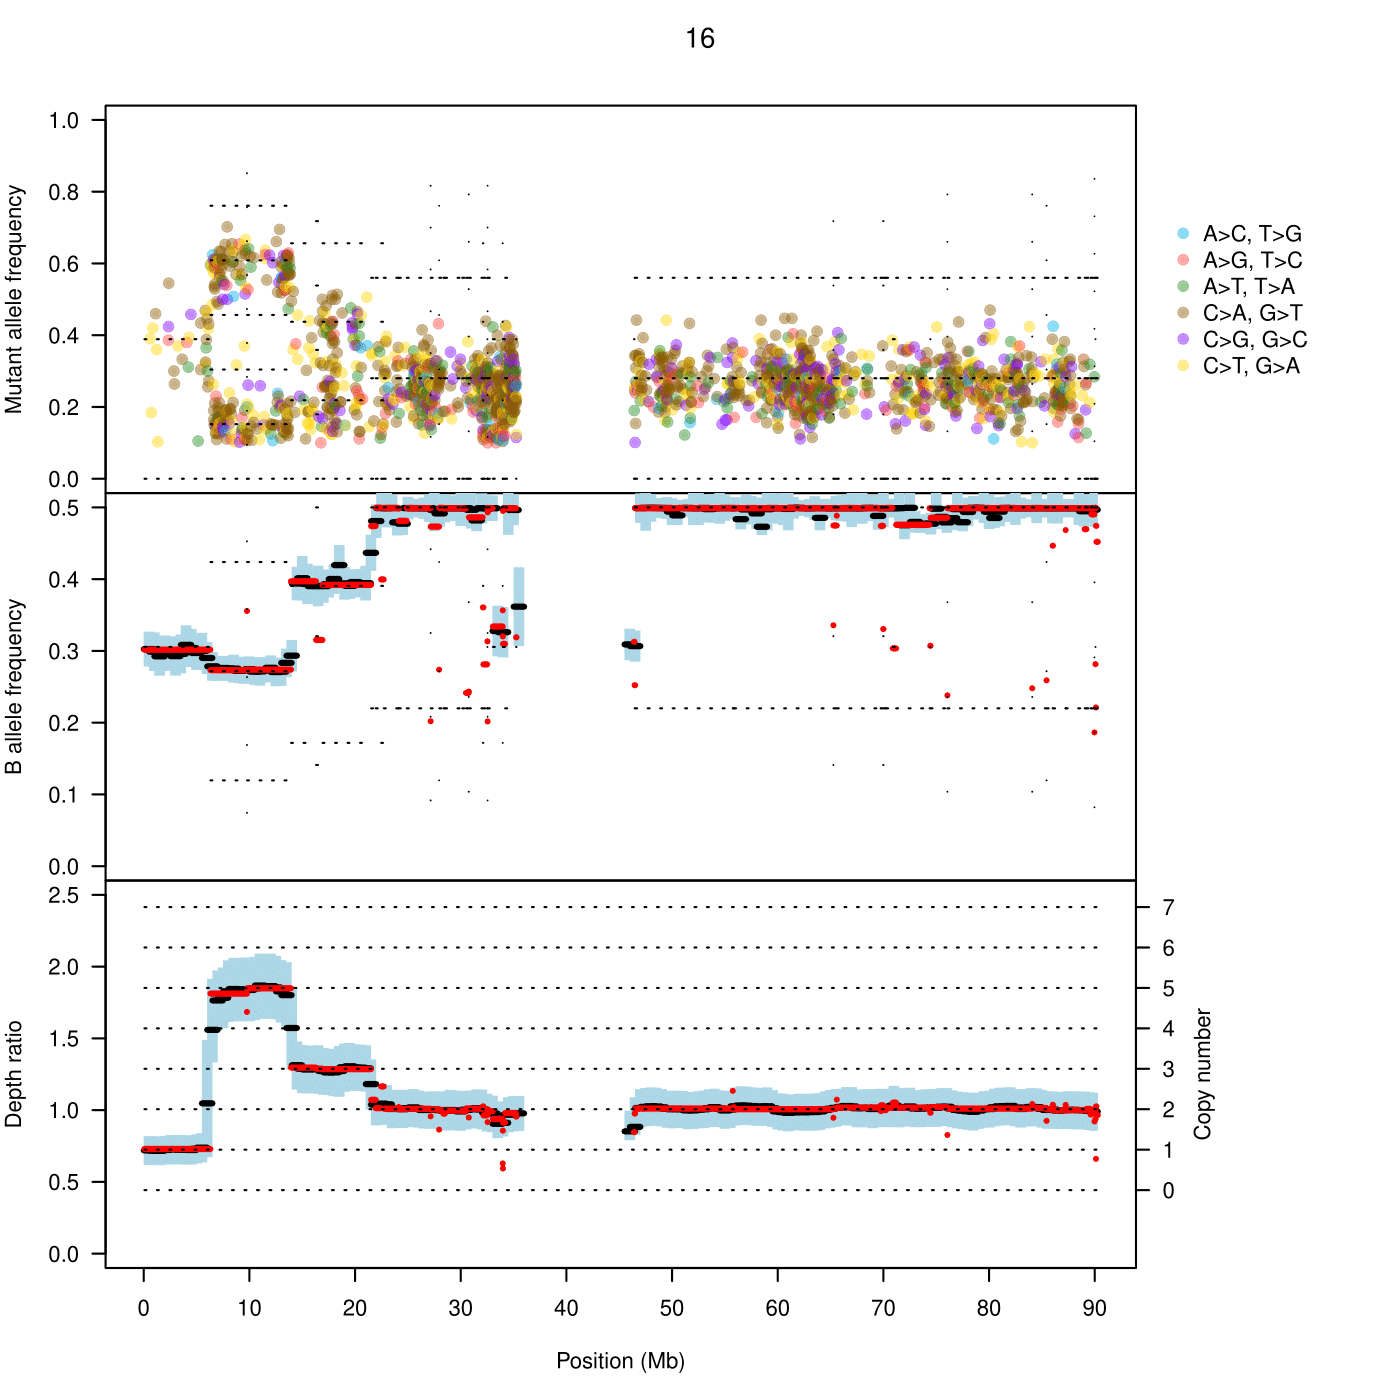 16
Mutant allele frequency
1.0
0.8
0.6
0.4
0.2
0.0
A>C, T>G
A>G, T>C
A>T, T>A
C>A, G>T
C>G, G>C
C>T, G>A
B allele frequency
0.5
0.4
0.3
0.2
0.1
0.0
Depth ratio
2.5
2.0
1.5
1.0
0.5
0.0
7
6
5
4
3
2
1
0
Copy number
0 10 20 30 40 50 60 70 80 90
Position (Mb)